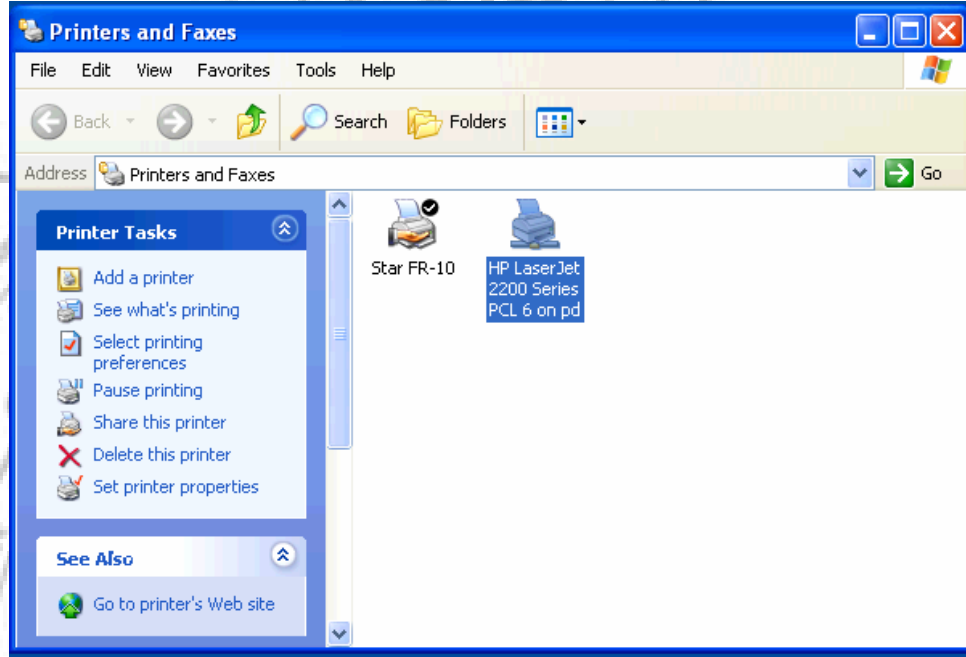 Printers and Faxes
File Edit View Favorites Tools Help
Back Search Folders
Address Printers and Faxes Go
Printer Tasks
Add a printer
See what's printing
Select printing
preferences
Pause printing
Share this printer
Delete this printer
Set printer properties
See Also
Go to printer's Web site
Star FR-10
HP LaserJet
2200 Series
PCL 6 on pd